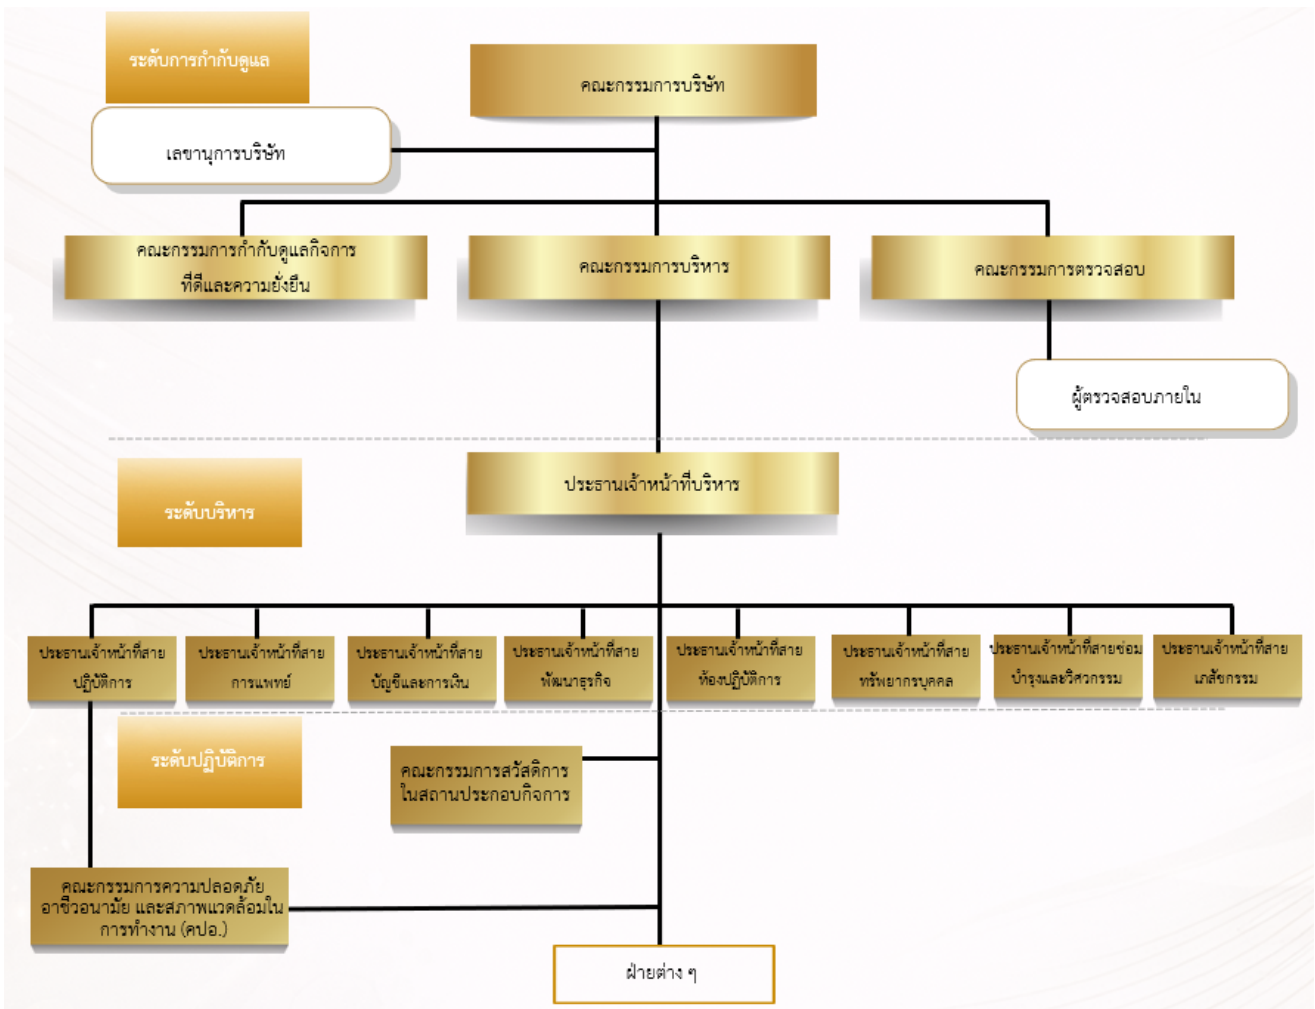 ระดับการกำกับดูแล
คณะกรรมการบริษัท
เลขานุการบริษัท
คณะกรรมการกำกับดูแลกิจการ
ที่ดีและความยั่งยืน
คณะกรรมการบริหาร
คณะกรรมการตรวจสอบ
ผู้ตรวจสอบภายใน
ระดับบริหาร
ประธานเจ้าหน้าที่บริหาร
ประธานเจ้าหน้าที่สาย
ปฏิบัติการ
ประธานเจ้าหน้าที่สาย
การแพทย์
ประธานเจ้าหน้าที่สาย
บัญชีและการเงิน
ประธานเจ้าหน้าที่สาย
พัฒนาธุรกิจ
ประธานเจ้าหน้าที่สาย
ห้องปฏิบัติการ
ประธานเจ้าหน้าที่สาย
ทรัพยากรบุคคล
ประธานเจ้าหน้าที่สายซ่อม
บำรุงและวิศวกรรม
ประธานเจ้าหน้าที่สาย
เภสัชกรรม
ระดับปฏิบัติการ
คณะกรรมการสวัสดิการ
ในสถานประกอบกิจการ
คณะกรรมการความปลอดภัย
อาชีวอนามัย และสภาพแวดล้อมใน
การทำงาน (คปอ.)
ฝ่ายต่าง ๆ